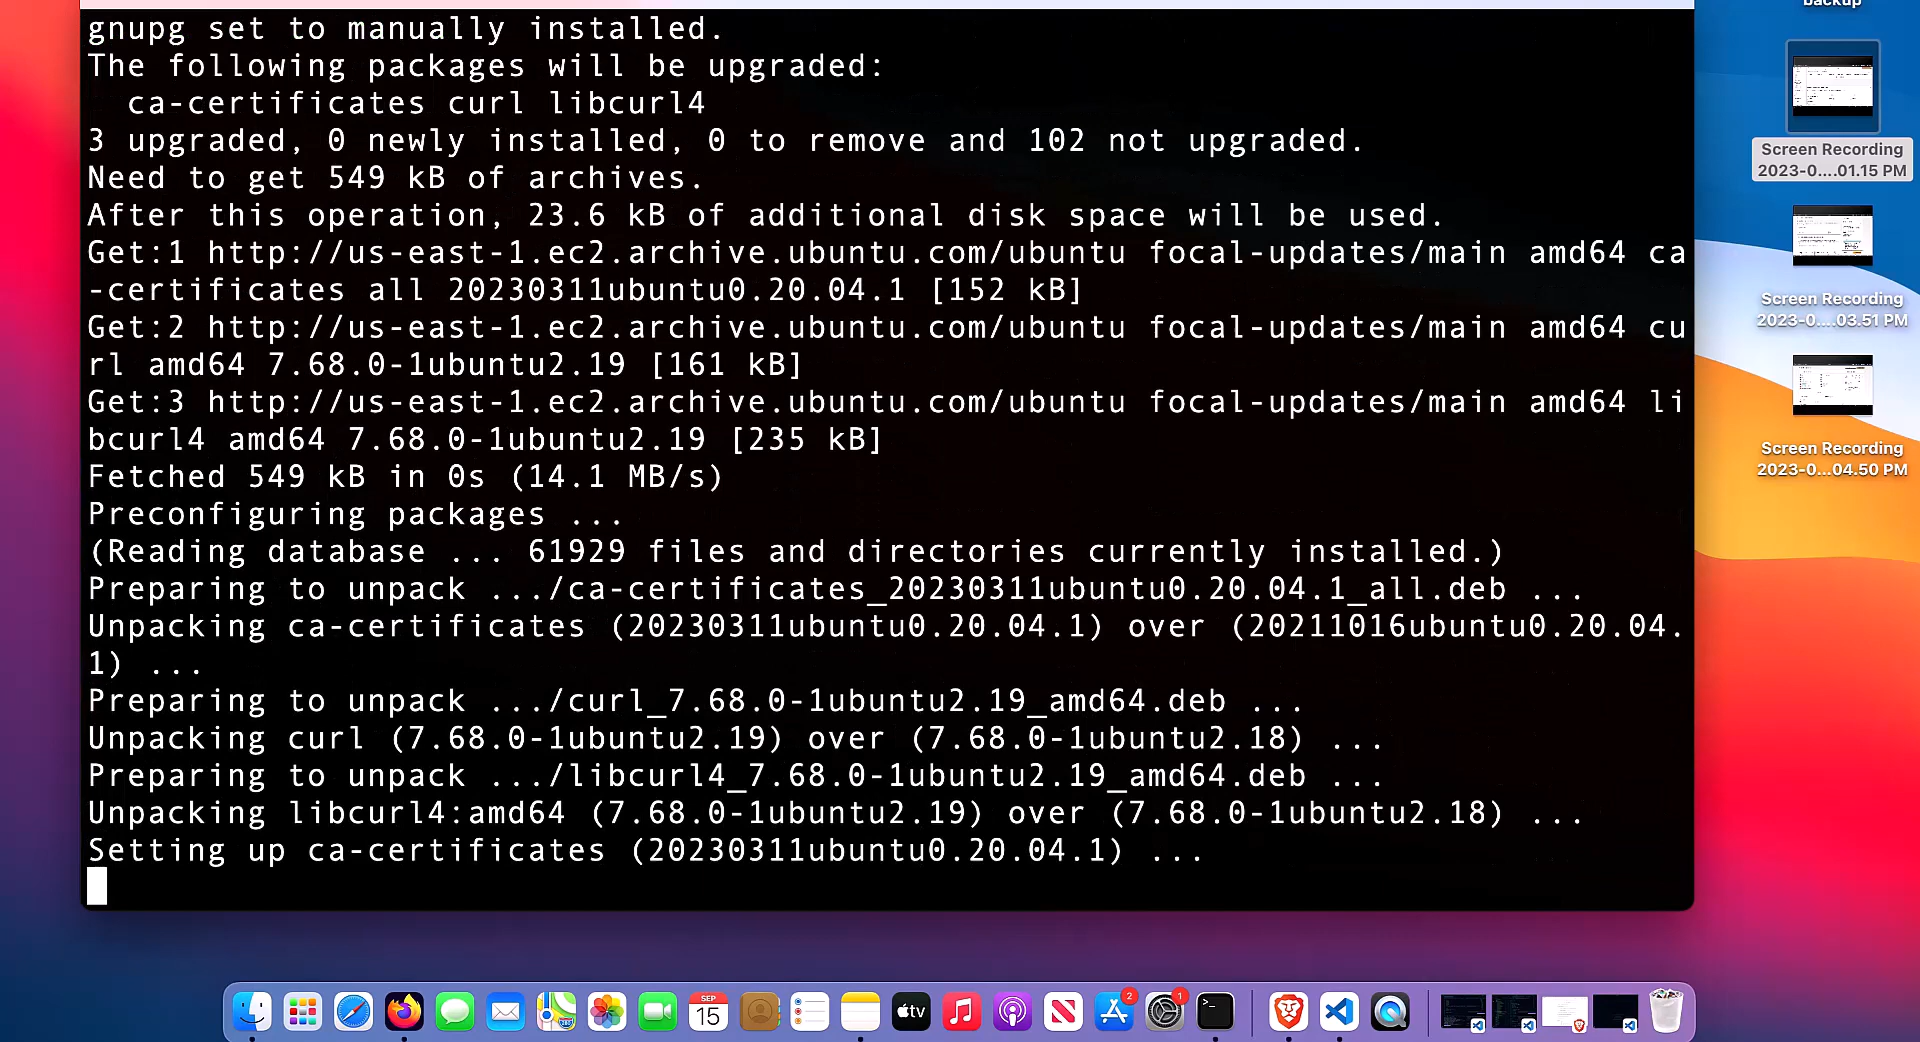 backup
gnupg set to manually installed.
The following packages will be upgraded:
ca-certificates curl libcurl4
3 upgraded, 0 newly installed, 0 to remove and 102 not upgraded.
Need to get 549 kB of archives.
After this operation, 23.6 kB of additional disk space will be used.
Get:1 http://us-east-1.ec2.archive.ubuntu.com/ubuntu focal-updates/main amd64 ca
-certificates all 20230311ubuntu0.20.04.1 [152 kB]
Get:2 http://us-east-1.ec2.archive.ubuntu.com/ubuntu focal-updates/main amd64 cu
rl amd64 7.68.0-1ubuntu2.19 [161 kB]
Get:3 http://us-east-1.ec2.archive.ubuntu.com/ubuntu focal-updates/main amd64 li
bcurl4 amd64 7.68.0-1ubuntu2.19 [235 kB]
Fetched 549 kB in 0s (14.1 MB/s)
Preconfiguring packages ...
(Reading database ... 61929 files and directories currently installed.)
Preparing to unpack .../ca-certificates_20230311ubuntu0.20.04.1_all.deb ...
Unpacking ca-certificates (20230311ubuntu0.20.04.1) over (20211016ubuntu0.20.04.
1) ...
Preparing to unpack .../curl_7.68.0-1ubuntu2.19_amd64.deb ...
Unpacking curl (7.68.0-1ubuntu2.19) over (7.68.0-1ubuntu2.18) ...
Preparing to unpack .../libcurl4_7.68.0-1ubuntu2.19_amd64.deb ...
Unpacking libcurl4:amd64 (7.68.0-1ubuntu2.19) over (7.68.0-1ubuntu2.18) ...
Setting up ca-certificates (20230311ubuntu0.20.04.1) ...
Screen Recording
2023-0....01.15 PM
Screen Recording
2023-0....03.51 PM
Screen Recording
2023-0...04.50 PM
SEP
15
tv
2
1